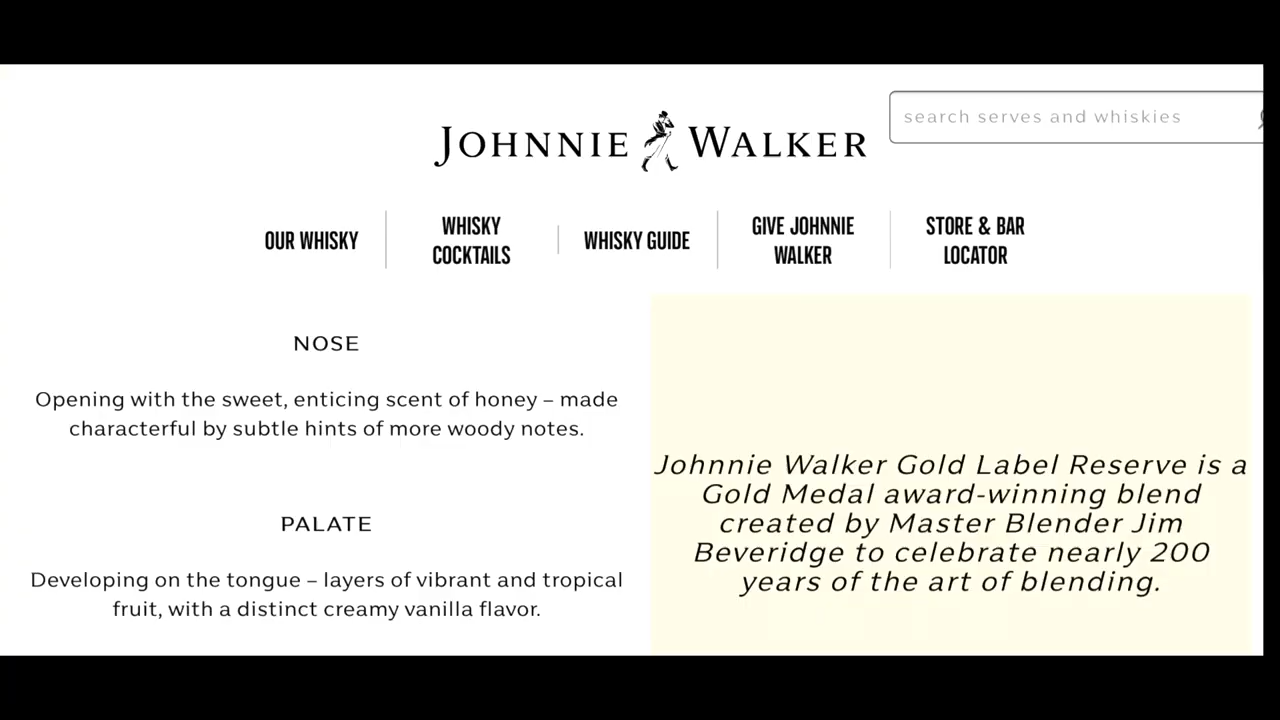 search serves and whiskies
JOHNNIE WALKER
OUR WHISKY
WHISKY
COCKTAILS
WHISKY GUIDE
GIVE JOHNNIE
WALKER
STORE & BAR
LOCATOR
NOSE
Opening with the sweet, enticing scent of honey – made
characterful by subtle hints of more woody notes.
PALATE
Developing on the tongue – layers of vibrant and tropical
fruit, with a distinct creamy vanilla flavor.
Johnnie Walker Gold Label Reserve is a
Gold Medal award-winning blend
created by Master Blender Jim
Beveridge to celebrate nearly 200
years of the art of blending.